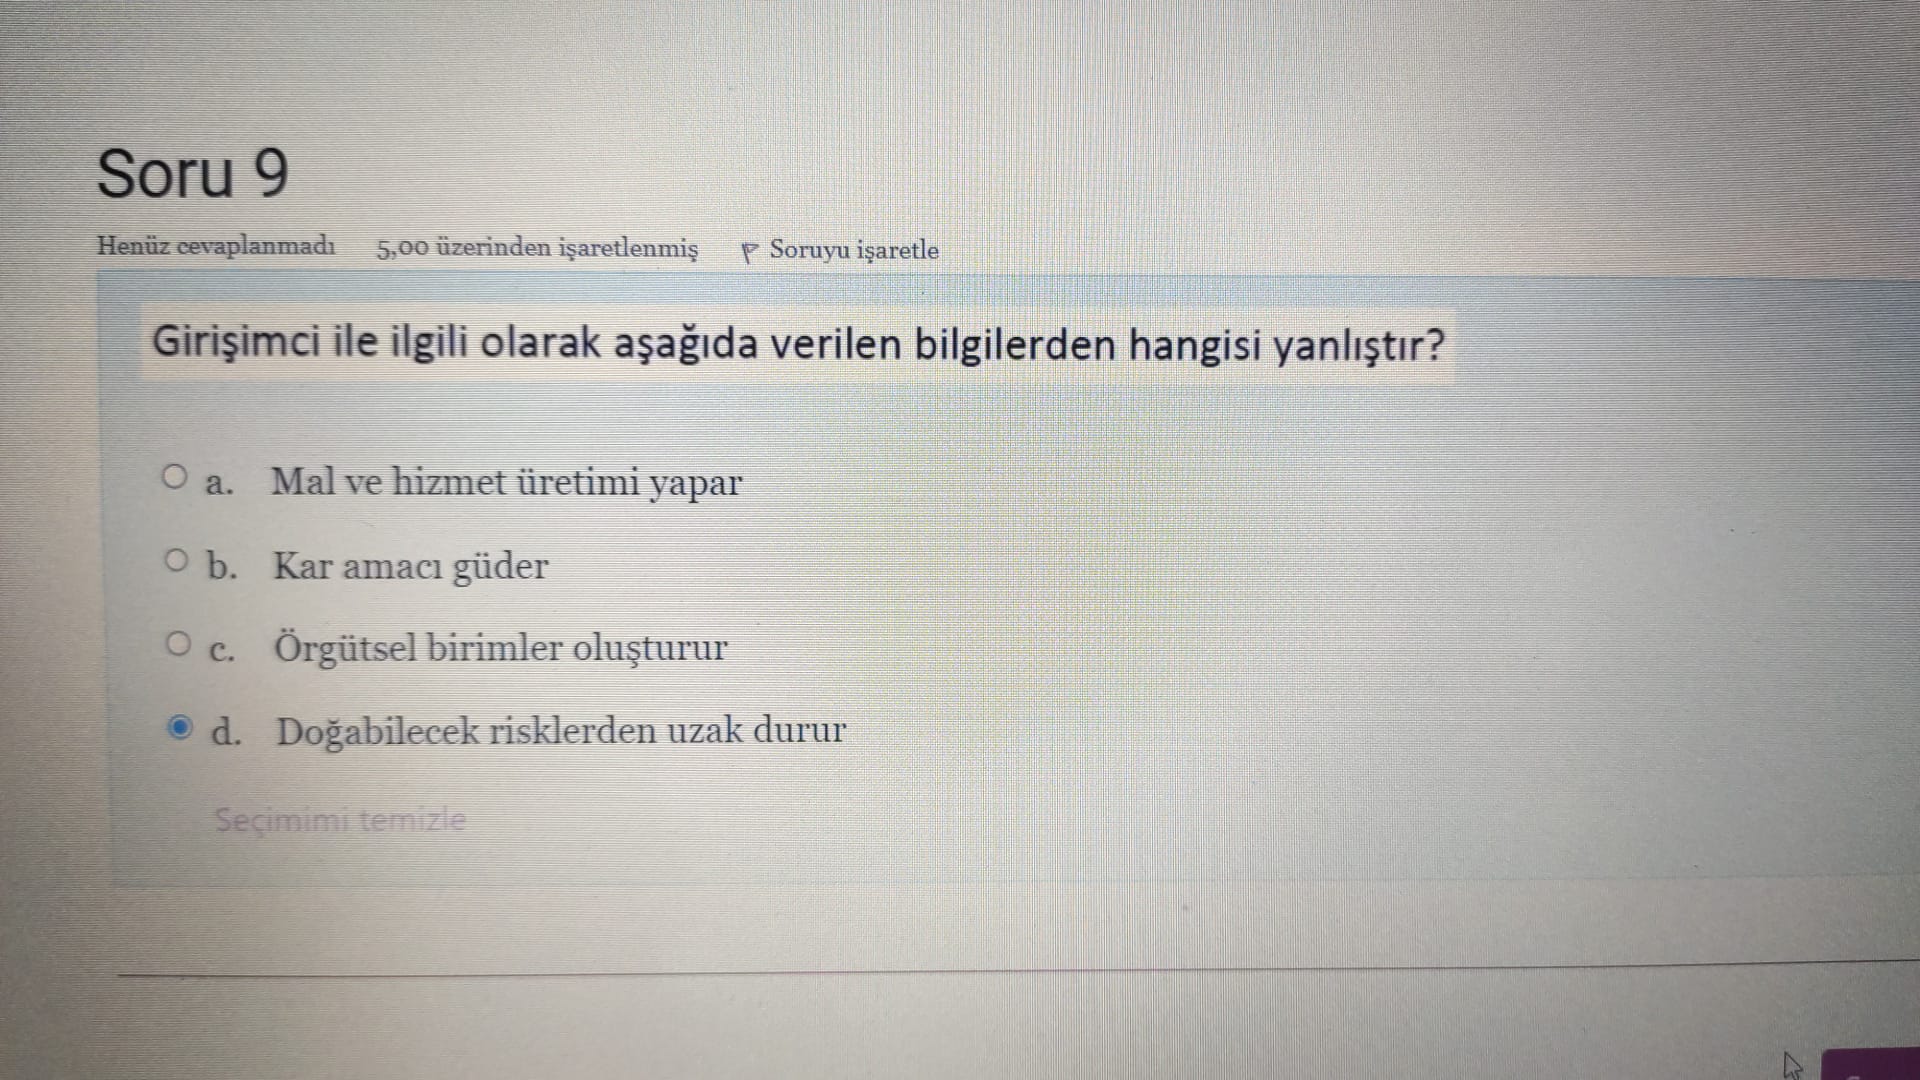 Soru 9
Henüz cevaplanmadı 5,00 üzerinden işaretlenmiş Soruyu işaretle
Girişimci ile ilgili olarak aşağıda verilen bilgilerden hangisi yanlıştır?
a. Mal ve hizmet üretimi yapar
b. Kar amacı güder
c. Örgütsel birimler oluşturur
d. Doğabilecek risklerden uzak durur
Seçimimi temizle